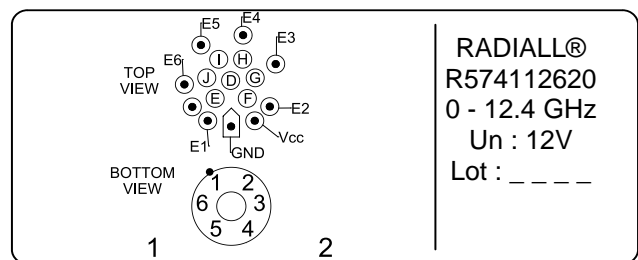 E5 E4
E6 E3
I H
TOP VIEW
J D G
E F
E2
E1 GND Vcc
BOTTOM VIEW
1 2
6 3
5 4
1 2
RADIALL®
R574112620
0 - 12.4 GHz
Un : 12V
Lot : _ _ _ _